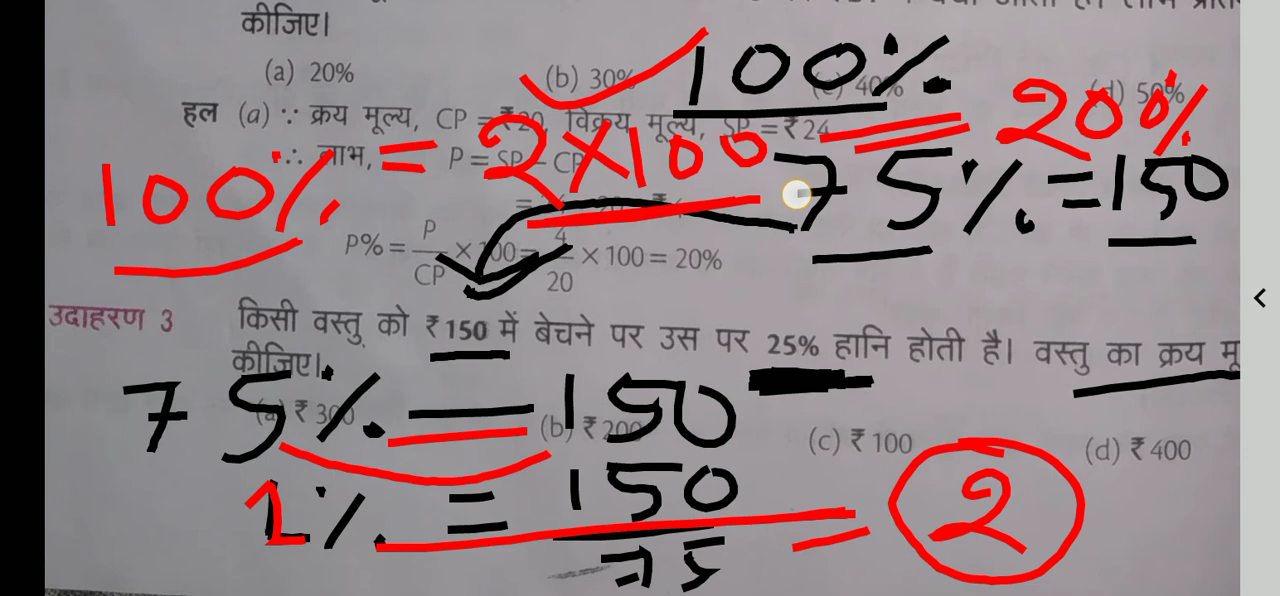 कीजिए।
(a) 20% (b) 30% (c) 40% (d) 50%
100%
हल (a) ∵ क्रय मूल्य, CP = ₹20, विक्रय मूल्य, SP = ₹24
200%
∴ लाभ, P = SP − CP
100% = 2×100
75% = 150
P% = P/CP × 100 = 4/20 × 100 = 20%
उदाहरण 3 किसी वस्तु को ₹150 में बेचने पर उस पर 25% हानि होती है। वस्तु का क्रय
कीजिए।
(a) ₹300 (b) ₹200 (c) ₹100 (d) ₹400
75% = 150
1% = 150/75 = 2